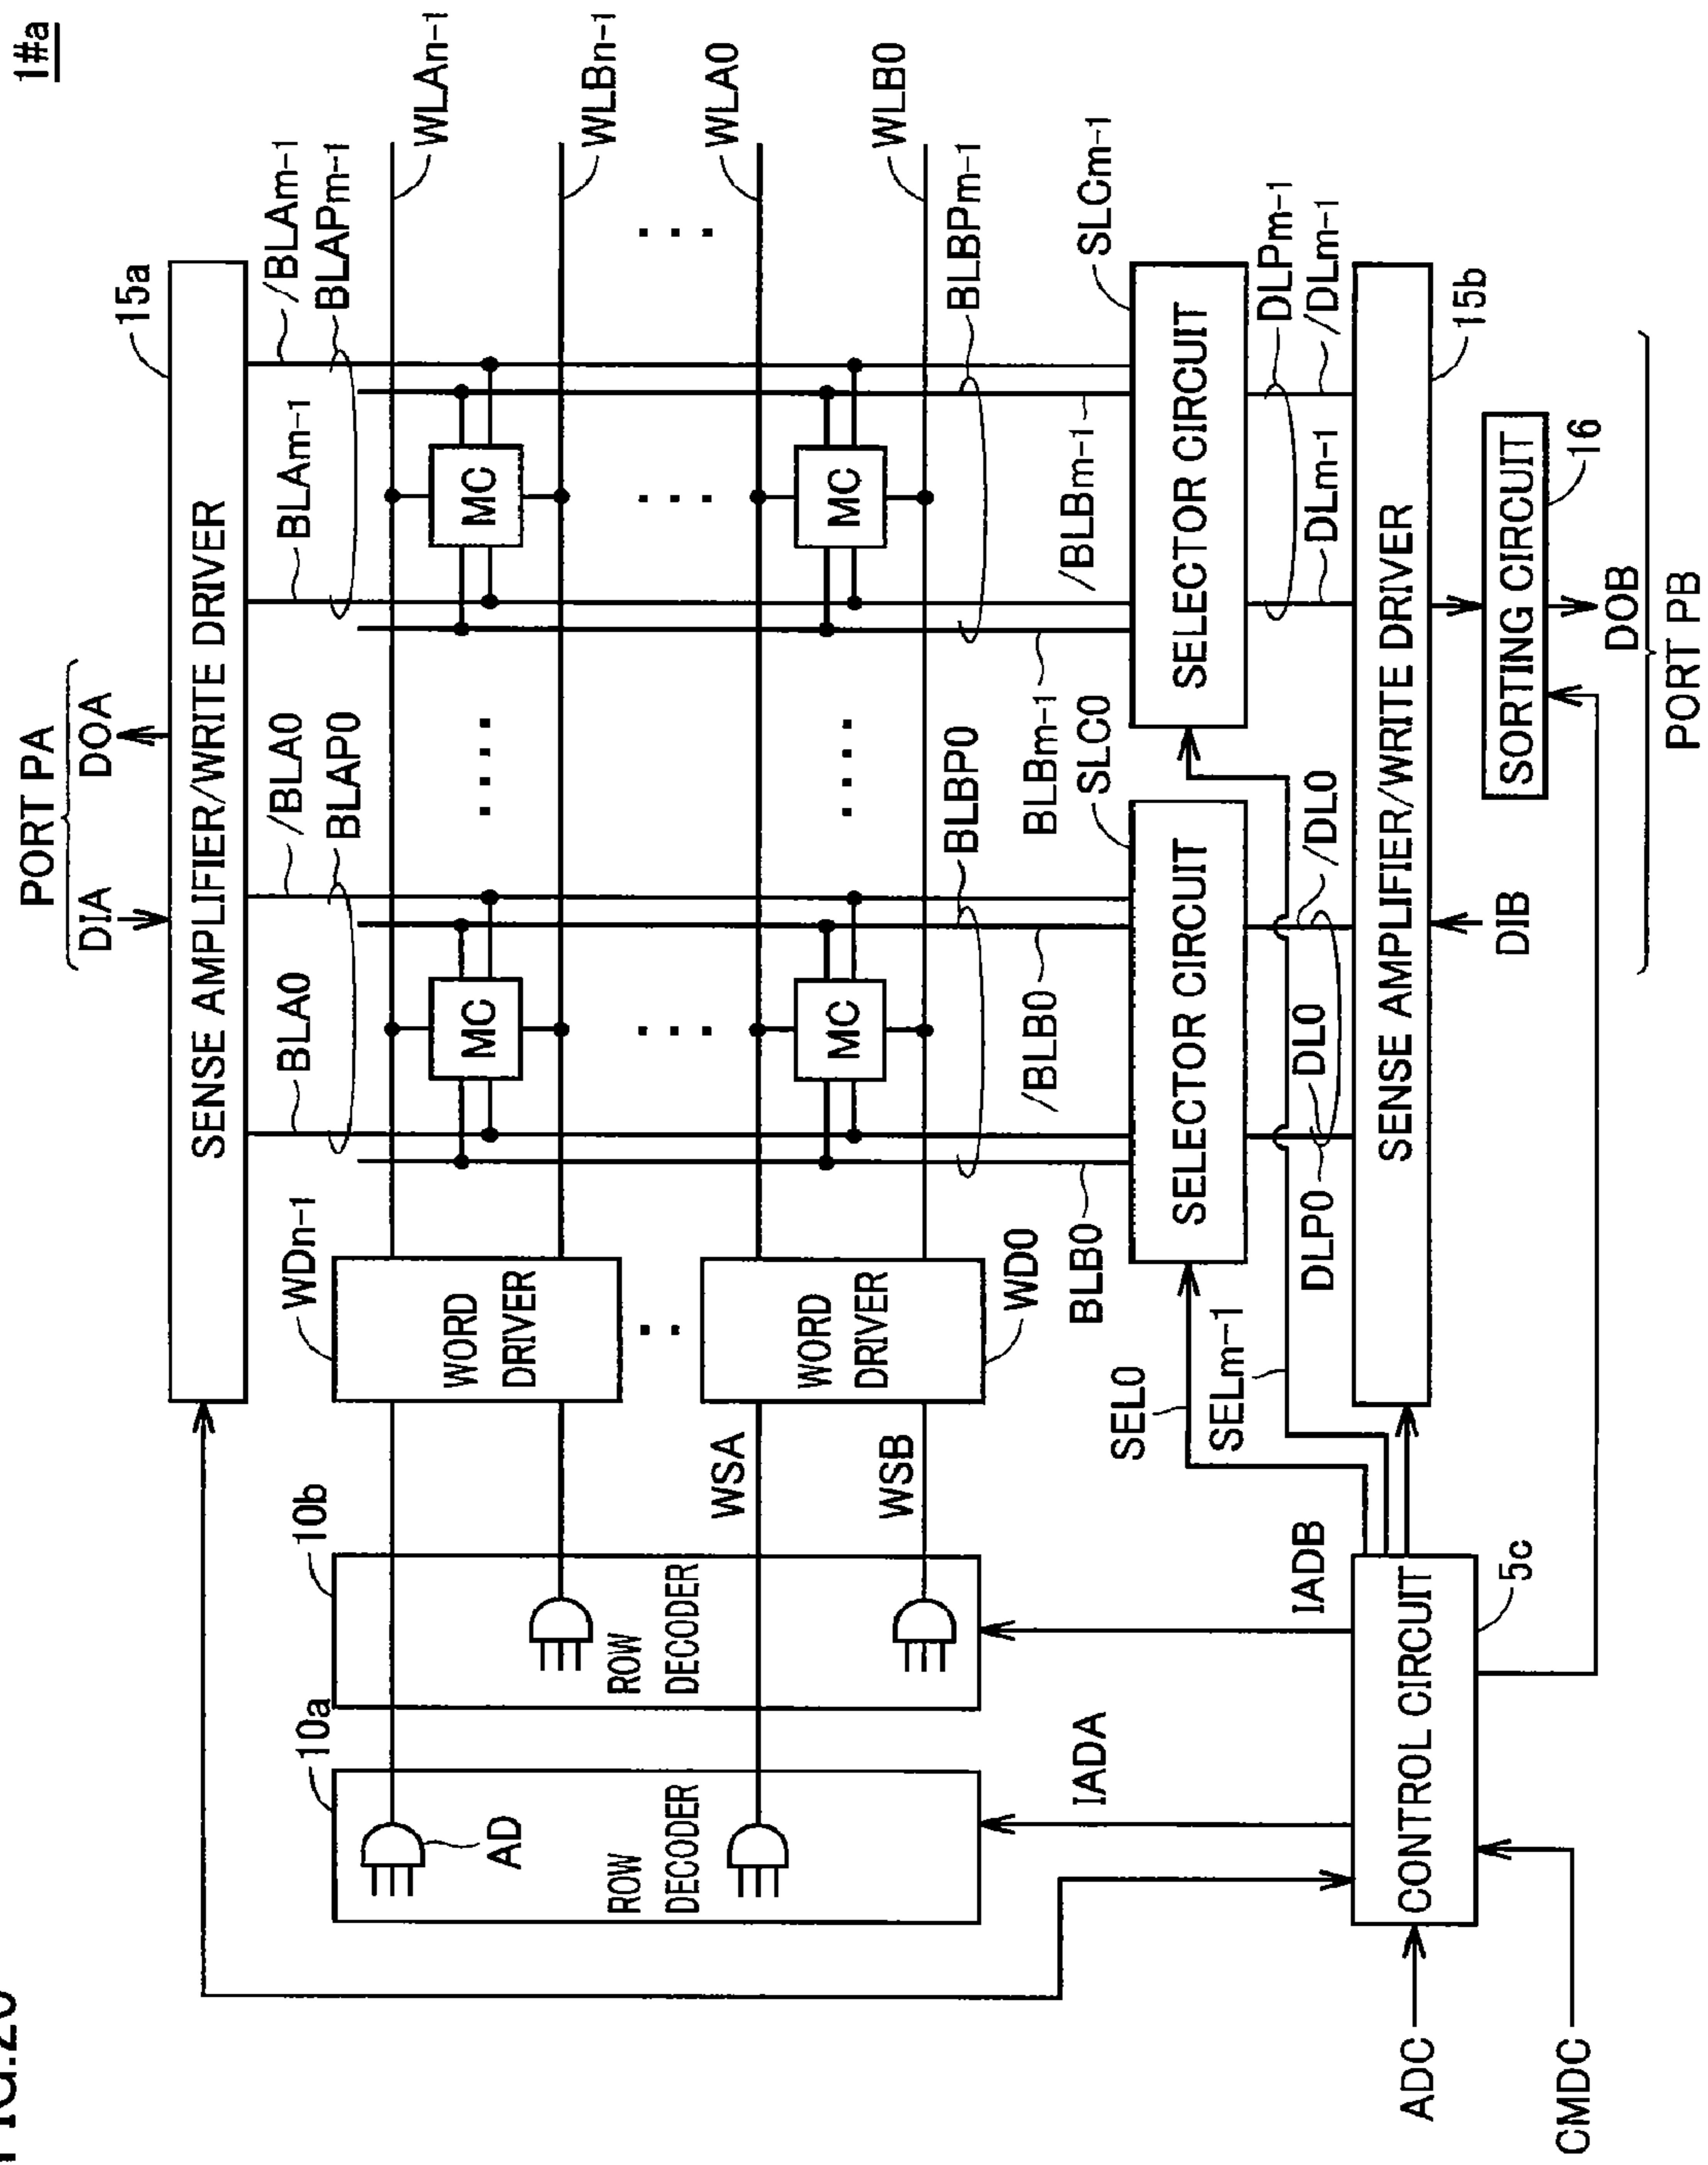 1#a
PORT PA
DIA
DOA
15a
SENSE AMPLIFIER/WRITE DRIVER
BLA0
/BLA0
BLAP0
BLAm-1
/BLAm-1
BLAPm-1
WLAn-1
WLBn-1
WLA0
WLB0
10a
10b
WDn-1
AD
ROW
DECODER
ROW
DECODER
WORD
DRIVER
WORD
DRIVER
WSA
WSB
WD0
MC
MC
MC
MC
BLB0
/BLB0
BLBP0
BLBm-1
/BLBm-1
BLBPm-1
IADA
IADB
SEL0
SELm-1
SLC0
SELECTOR CIRCUIT
SLCm-1
SELECTOR CIRCUIT
DLP0
DL0
/DL0
DLm-1
DLPm-1
/DLm-1
ADC
CONTROL CIRCUIT
5c
SENSE AMPLIFIER/WRITE DRIVER
15b
CMDC
DIB
SORTING CIRCUIT
16
DOB
PORT PB